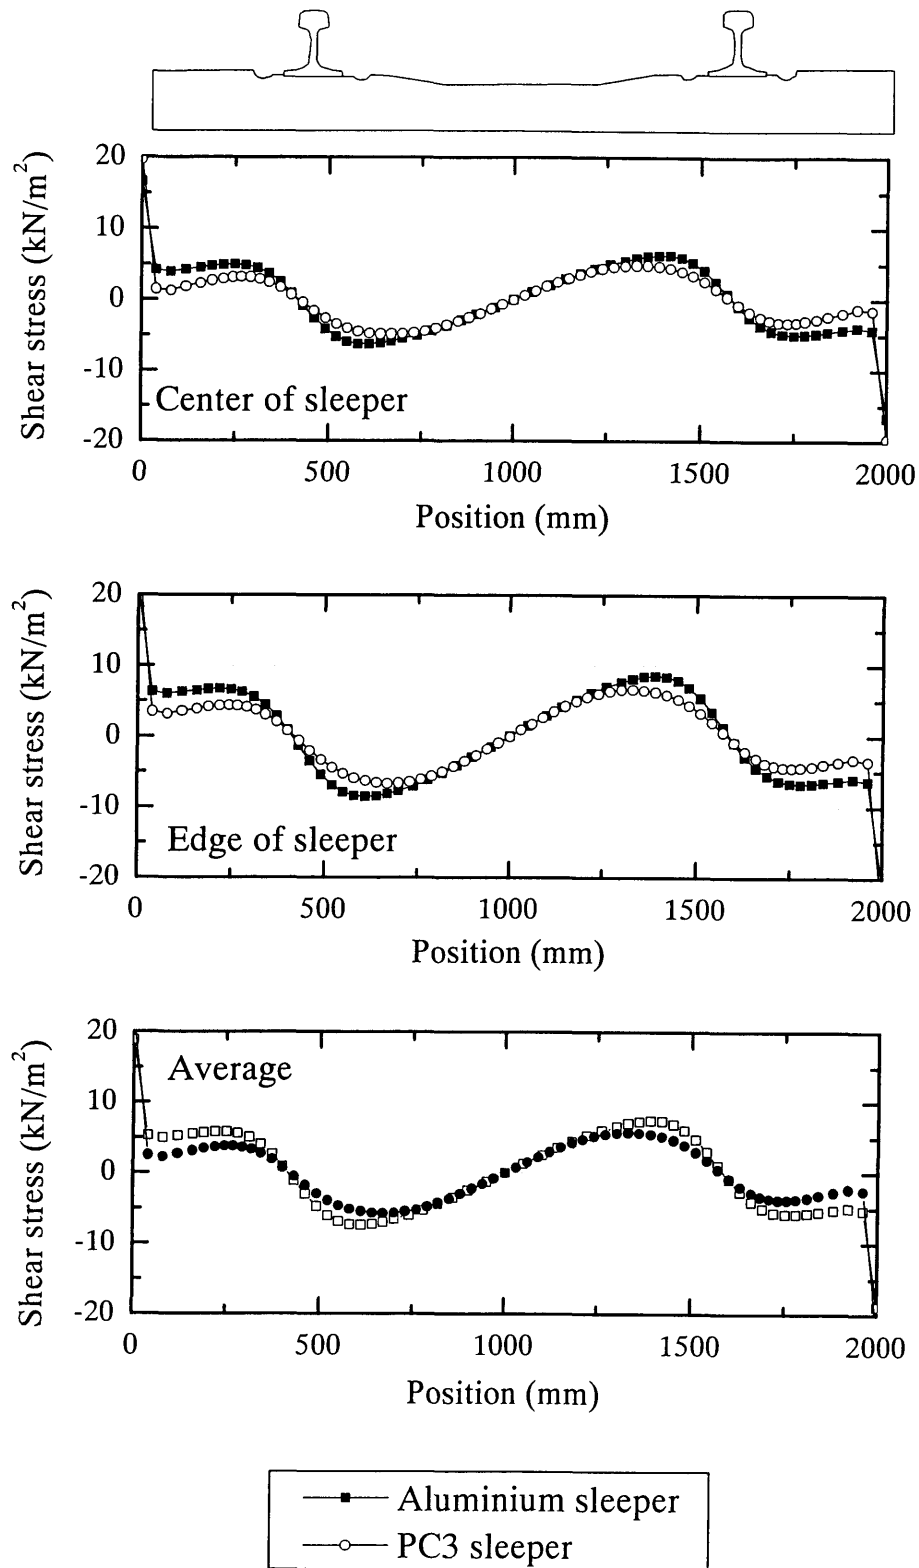 20
10
0
-10
-20
Shear stress (kN/m²)
Center of sleeper
0 500 1000 1500 2000
Position (mm)
20
10
0
-10
-20
Shear stress (kN/m²)
Edge of sleeper
0 500 1000 1500 2000
Position (mm)
20
10
0
-10
-20
Shear stress (kN/m²)
Average
0 500 1000 1500 2000
Position (mm)
Aluminium sleeper
PC3 sleeper